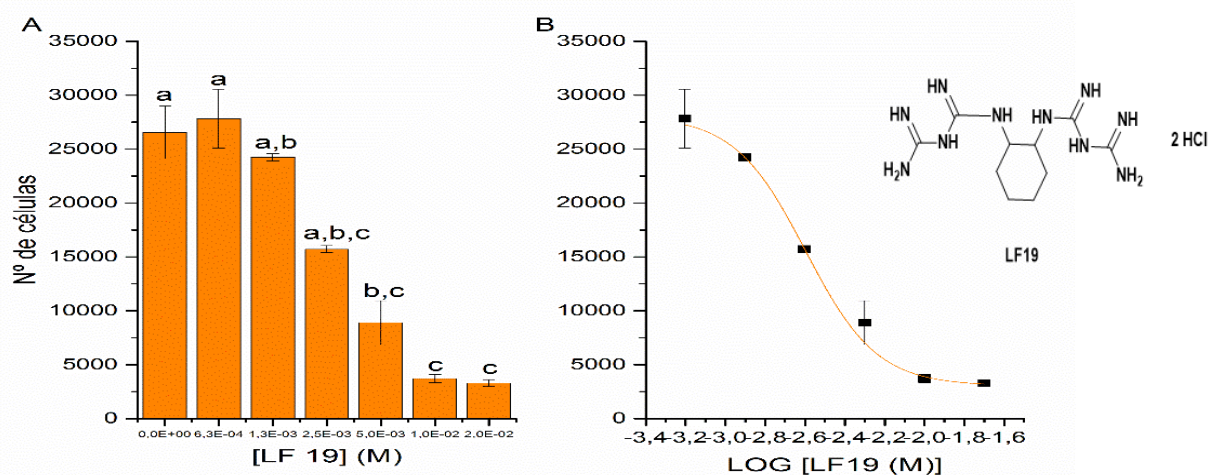 A
35000
30000
25000
20000
15000
10000
5000
0
Nº de células
a
a
a,b
a,b,c
b,c
c
c
0,0E+00 6,3E-04 1,3E-03 2,5E-03 5,0E-03 1,0E-02 2,0E-02
[LF 19] (M)
B
35000
30000
25000
20000
15000
10000
5000
0
-3,4 -3,2 -3,0 -2,8 -2,6 -2,4 -2,2 -2,0 -1,8 -1,6
LOG [LF19 (M)]
NH
NH
NH
NH
H₂N
HN
NH
NH
NH
NH₂
2 HCl
LF19